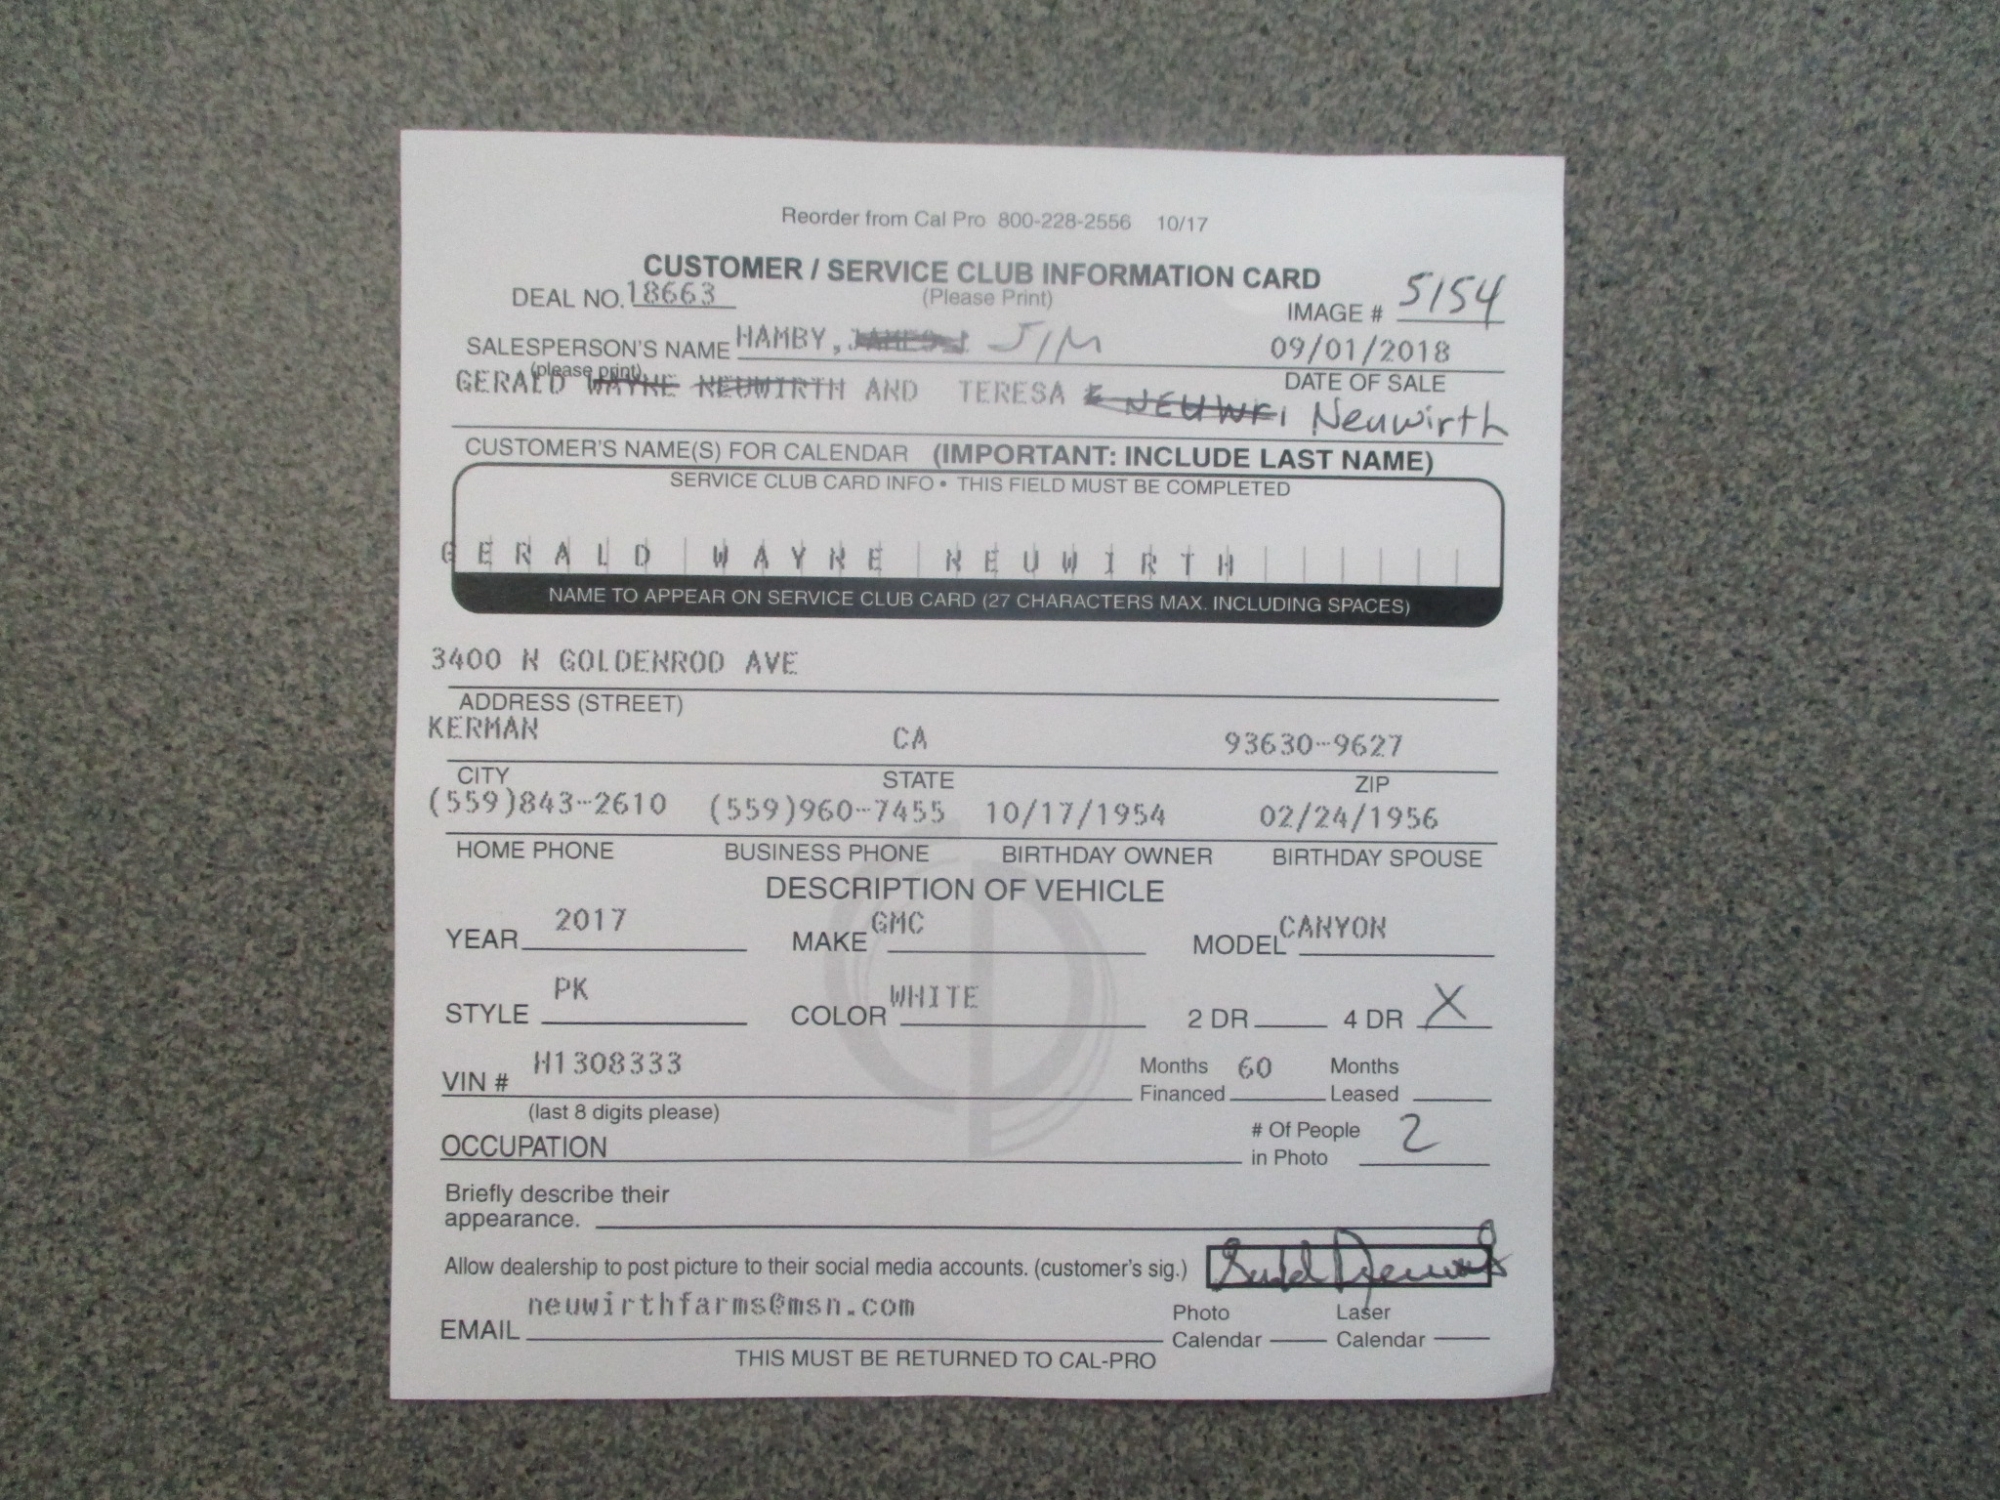 Reorder from Cal Pro 800-228-2556 10/17
CUSTOMER / SERVICE CLUB INFORMATION CARD
DEAL NO. 18663 (Please Print) IMAGE # 5154
SALESPERSON'S NAME HAMBY, JAMES JIM 09/01/2018
(please print) DATE OF SALE
GERALD WAYNE NEUWIRTH AND TERESA E NEUWFI Neuwirth
CUSTOMER'S NAME(S) FOR CALENDAR (IMPORTANT: INCLUDE LAST NAME)
SERVICE CLUB CARD INFO • THIS FIELD MUST BE COMPLETED
GERALD WAYNE NEUWIRTH
NAME TO APPEAR ON SERVICE CLUB CARD (27 CHARACTERS MAX. INCLUDING SPACES)
3400 N GOLDENROD AVE
ADDRESS (STREET)
KERMAN CA 93630-9627
CITY STATE ZIP
(559)843-2610 (559)960-7455 10/17/1954 02/24/1956
HOME PHONE BUSINESS PHONE BIRTHDAY OWNER BIRTHDAY SPOUSE
DESCRIPTION OF VEHICLE
YEAR 2017 MAKE GMC MODEL CANYON
STYLE PK COLOR WHITE 2 DR 4 DR X
VIN # H1308333 Months Financed 60 Months Leased
(last 8 digits please)
OCCUPATION # Of People in Photo 2
Briefly describe their
appearance.
Allow dealership to post picture to their social media accounts. (customer's sig.)
EMAIL neuwirthfarms@msn.com Photo Calendar Laser Calendar
THIS MUST BE RETURNED TO CAL-PRO